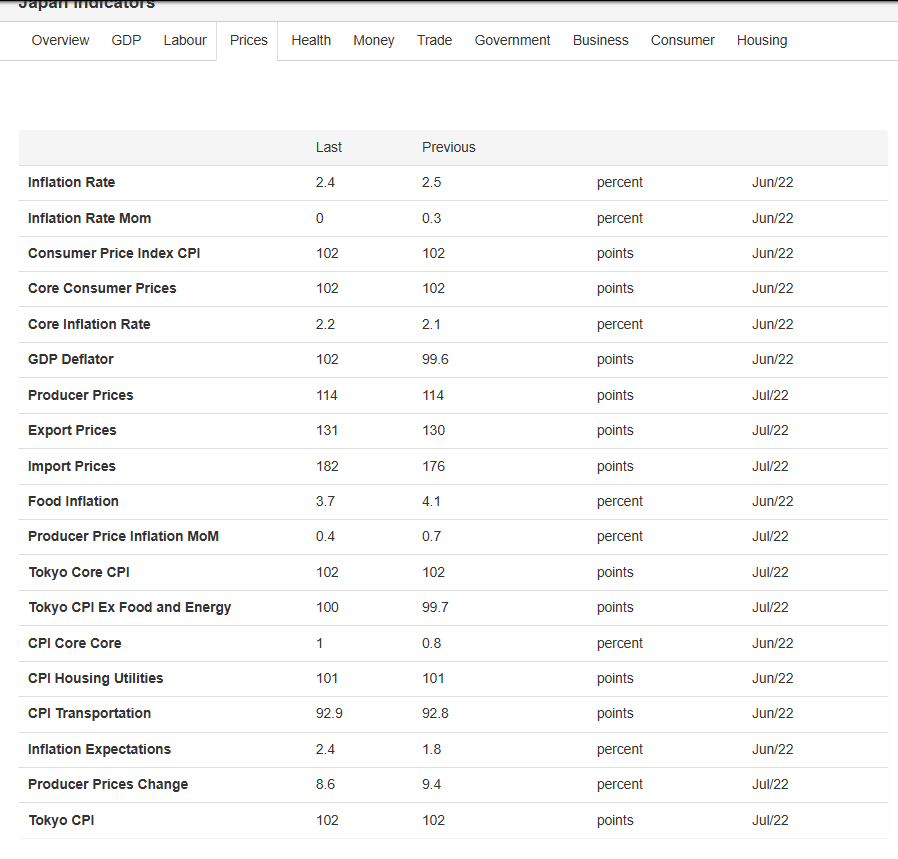 Japan Indicators
Overview GDP Labour Prices Health Money Trade Government Business Consumer Housing
Last Previous
Inflation Rate 2.4 2.5 percent Jun/22
Inflation Rate Mom 0 0.3 percent Jun/22
Consumer Price Index CPI 102 102 points Jun/22
Core Consumer Prices 102 102 points Jun/22
Core Inflation Rate 2.2 2.1 percent Jun/22
GDP Deflator 102 99.6 points Jun/22
Producer Prices 114 114 points Jul/22
Export Prices 131 130 points Jul/22
Import Prices 182 176 points Jul/22
Food Inflation 3.7 4.1 percent Jun/22
Producer Price Inflation MoM 0.4 0.7 percent Jul/22
Tokyo Core CPI 102 102 points Jul/22
Tokyo CPI Ex Food and Energy 100 99.7 points Jul/22
CPI Core Core 1 0.8 percent Jun/22
CPI Housing Utilities 101 101 points Jun/22
CPI Transportation 92.9 92.8 points Jun/22
Inflation Expectations 2.4 1.8 percent Jun/22
Producer Prices Change 8.6 9.4 percent Jul/22
Tokyo CPI 102 102 points Jul/22